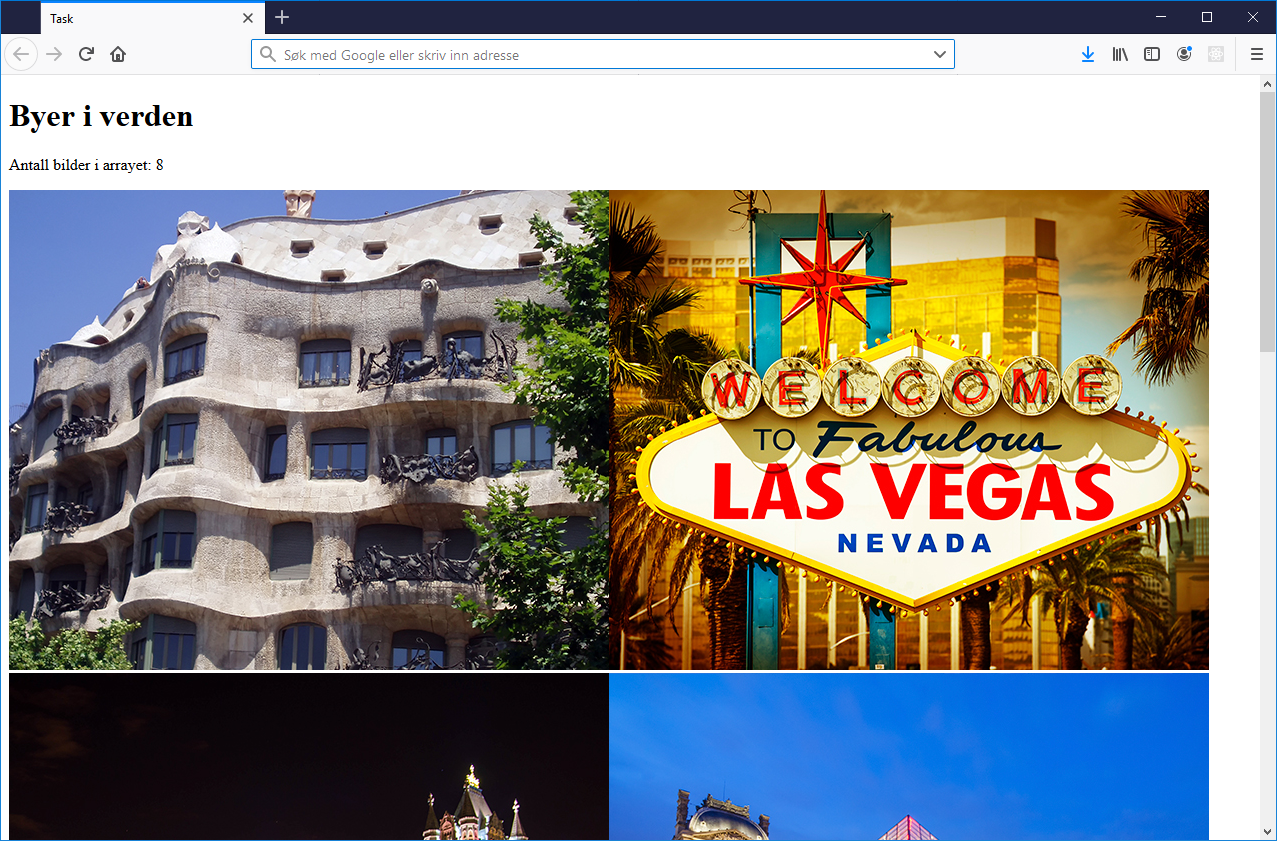 Task
Søk med Google eller skriv inn adresse
Byer i verden
Antall bilder i arrayet: 8
WELCOME
TO Fabulous
LAS VEGAS
NEVADA